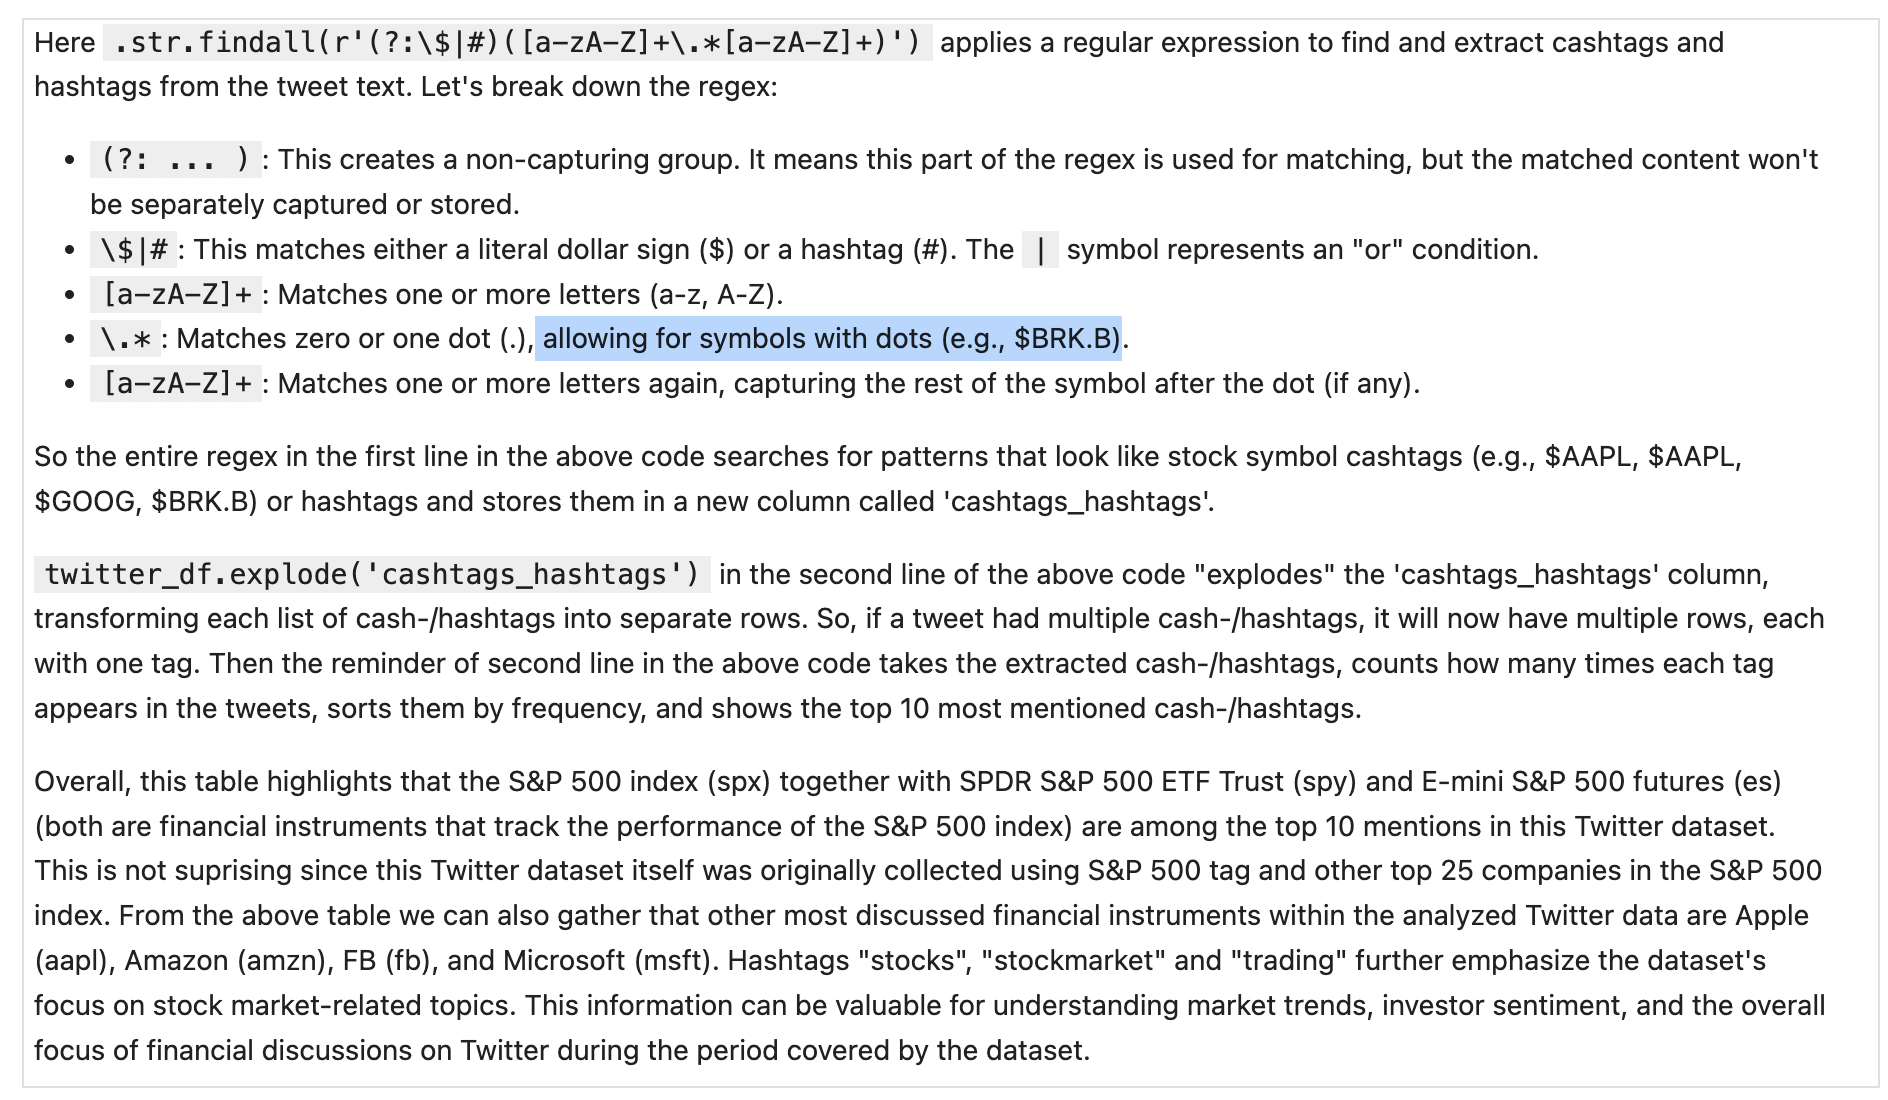 Here .str.findall(r'(?:\$|#)([a-zA-Z]+\.*[a-zA-Z]+)') applies a regular expression to find and extract cashtags and
hashtags from the tweet text. Let's break down the regex:
• (?: ... ) : This creates a non-capturing group. It means this part of the regex is used for matching, but the matched content won't
be separately captured or stored.
• \$|# : This matches either a literal dollar sign ($) or a hashtag (#). The | symbol represents an "or" condition.
• [a-zA-Z]+ : Matches one or more letters (a-z, A-Z).
• \.* : Matches zero or one dot (.), allowing for symbols with dots (e.g., $BRK.B).
• [a-zA-Z]+ : Matches one or more letters again, capturing the rest of the symbol after the dot (if any).
So the entire regex in the first line in the above code searches for patterns that look like stock symbol cashtags (e.g., $AAPL, $AAPL,
$GOOG, $BRK.B) or hashtags and stores them in a new column called 'cashtags_hashtags'.
twitter_df.explode('cashtags_hashtags') in the second line of the above code "explodes" the 'cashtags_hashtags' column,
transforming each list of cash-/hashtags into separate rows. So, if a tweet had multiple cash-/hashtags, it will now have multiple rows, each
with one tag. Then the reminder of second line in the above code takes the extracted cash-/hashtags, counts how many times each tag
appears in the tweets, sorts them by frequency, and shows the top 10 most mentioned cash-/hashtags.
Overall, this table highlights that the S&P 500 index (spx) together with SPDR S&P 500 ETF Trust (spy) and E-mini S&P 500 futures (es)
(both are financial instruments that track the performance of the S&P 500 index) are among the top 10 mentions in this Twitter dataset.
This is not suprising since this Twitter dataset itself was originally collected using S&P 500 tag and other top 25 companies in the S&P 500
index. From the above table we can also gather that other most discussed financial instruments within the analyzed Twitter data are Apple
(aapl), Amazon (amzn), FB (fb), and Microsoft (msft). Hashtags "stocks", "stockmarket" and "trading" further emphasize the dataset's
focus on stock market-related topics. This information can be valuable for understanding market trends, investor sentiment, and the overall
focus of financial discussions on Twitter during the period covered by the dataset.